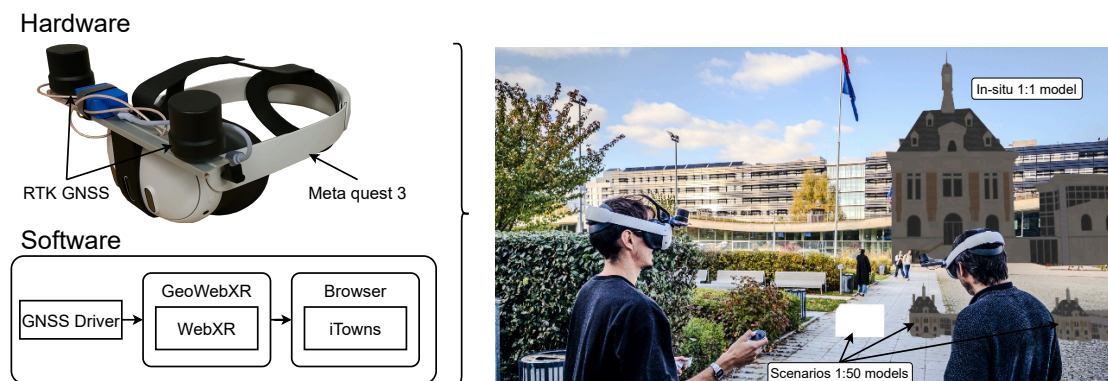 Hardware
RTK GNSS
Meta quest 3
Software
GNSS Driver
GeoWebXR
WebXR
Browser
iTowns
In-situ 1:1 model
Scenarios 1:50 models